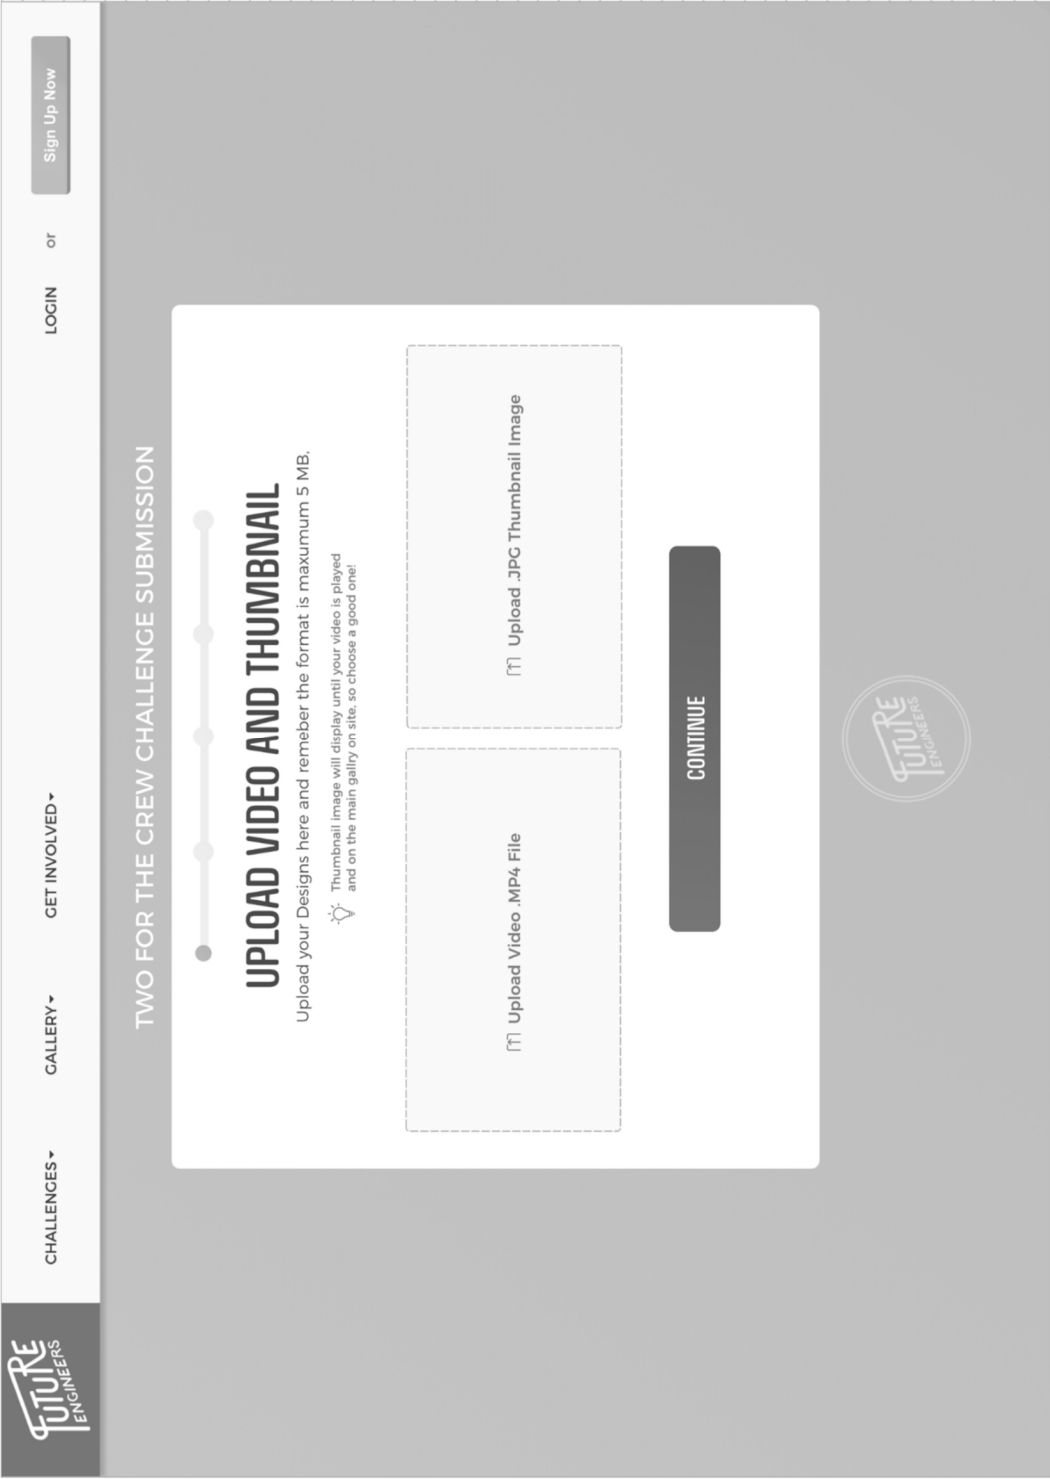 FUTURE
ENGINEERS
CHALLENGES
GALLERY
GET INVOLVED
LOGIN
or
Sign Up Now
TWO FOR THE CREW CHALLENGE SUBMISSION
UPLOAD VIDEO AND THUMBNAIL
Upload your Designs here and remeber the format is maxumum 5 MB.
Thumbnail image will display until your video is played
and on the main gallry on site, so choose a good one!
Upload Video .MP4 File
Upload .JPG Thumbnail Image
CONTINUE
FUTURE
ENGINEERS